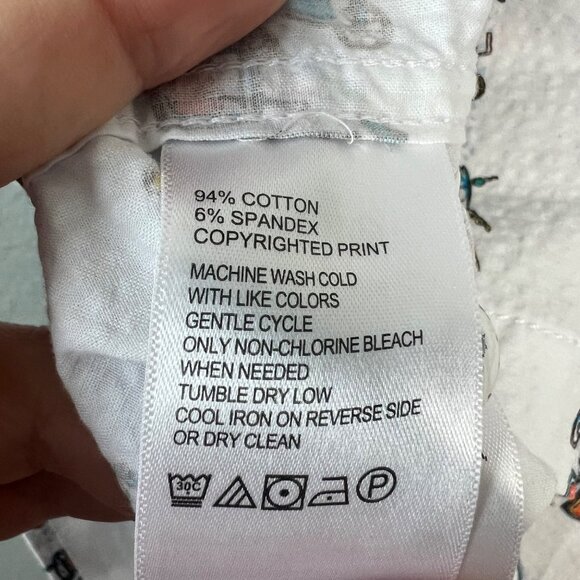 94% COTTON
6% SPANDEX
COPYRIGHTED PRINT
MACHINE WASH COLD
WITH LIKE COLORS
GENTLE CYCLE
ONLY NON-CHLORINE BLEACH
WHEN NEEDED
TUMBLE DRY LOW
COOL IRON ON REVERSE SIDE
OR DRY CLEAN
30C P